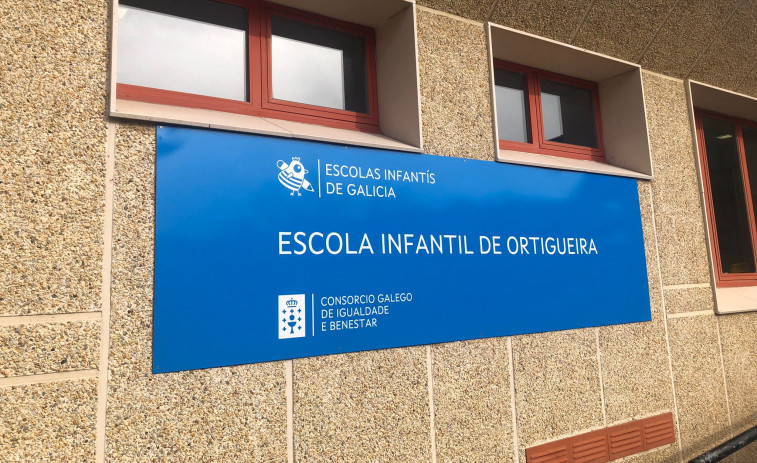 ESCOLAS INFANTÍS
DE GALICIA
ESCOLA INFANTIL DE ORTIGUEIRA
CONSORCIO GALEGO
DE IGUALDADE
E BENESTAR